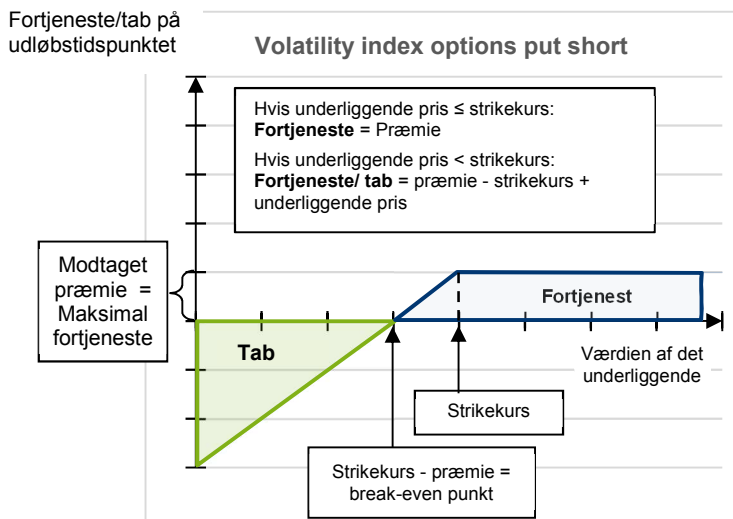 Fortjeneste/tab på
udløbstidspunktet
Volatility index options put short
Hvis underliggende pris ≤ strikekurs:
Fortjeneste = Præmie
Hvis underliggende pris < strikekurs:
Fortjeneste/ tab = præmie - strikekurs +
underliggende pris
Modtaget
præmie =
Maksimal
fortjeneste
Fortjenest
Tab
Værdien af det
underliggende
Strikekurs
Strikekurs - præmie =
break-even punkt